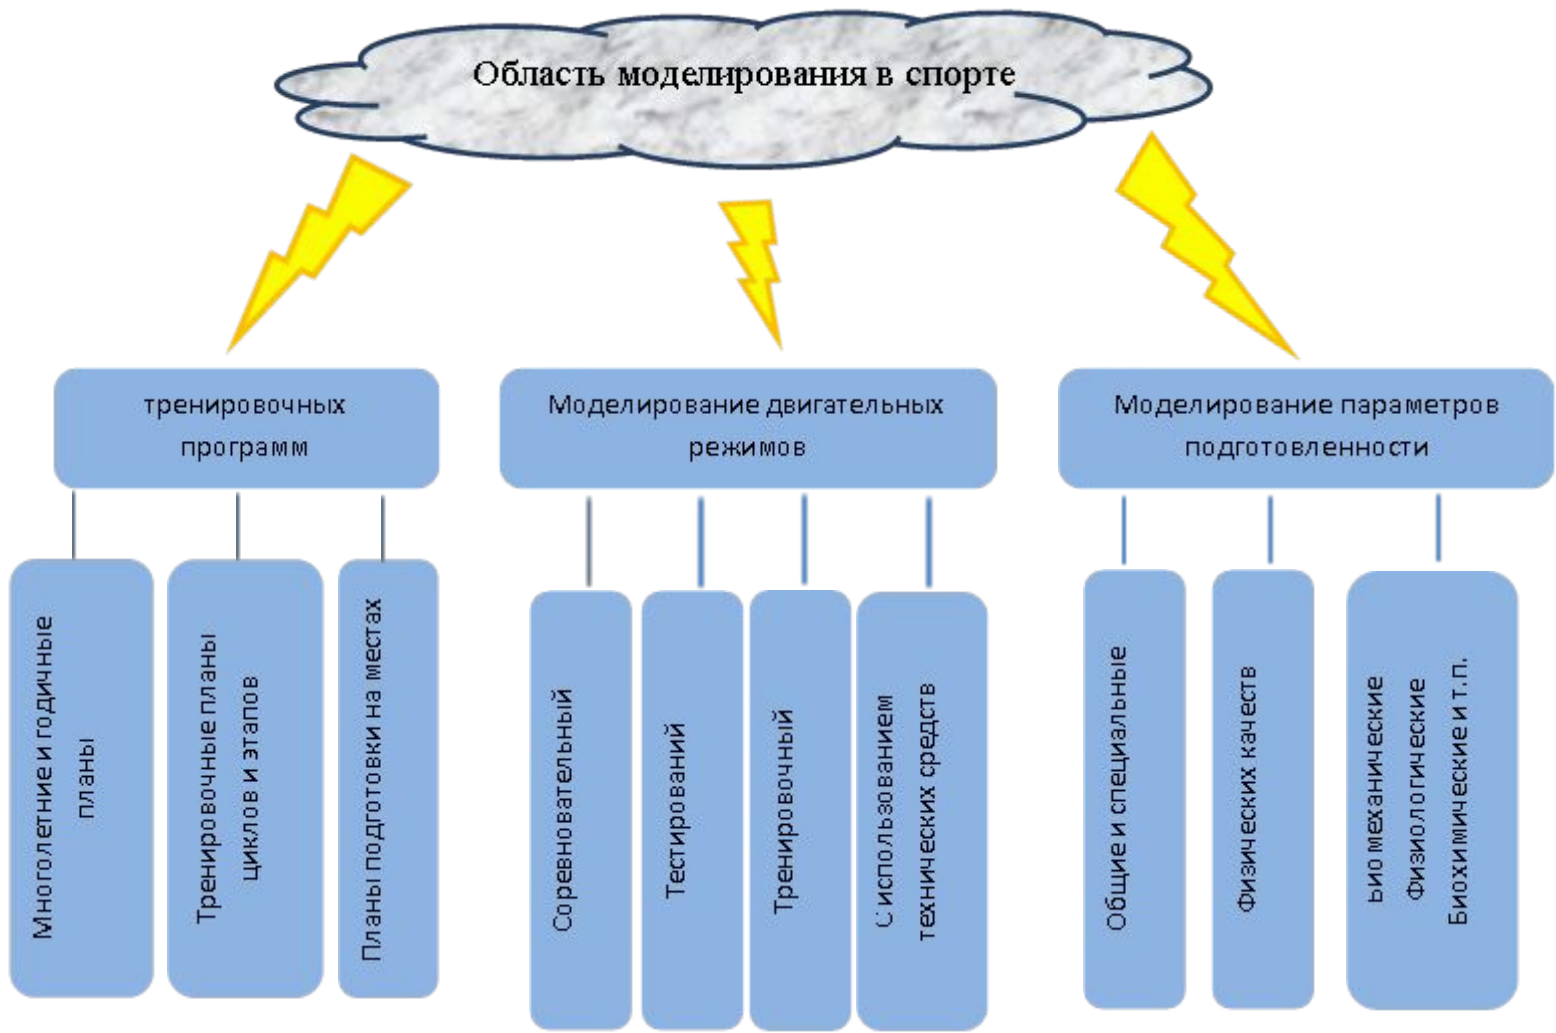 Область моделирования в спорте
тренировочных
программ
Моделирование двигательных
режимов
Моделирование параметров
подготовленности
Многолетние и годичные
планы
Тренировочные планы
циклов и этапов
Планы подготовки на местах
Соревновательный
Тестирований
Тренировочный
С использованием
технических средств
Общие и специальные
Физических качеств
Био механические
Физиологические
Биохимические и т.п.